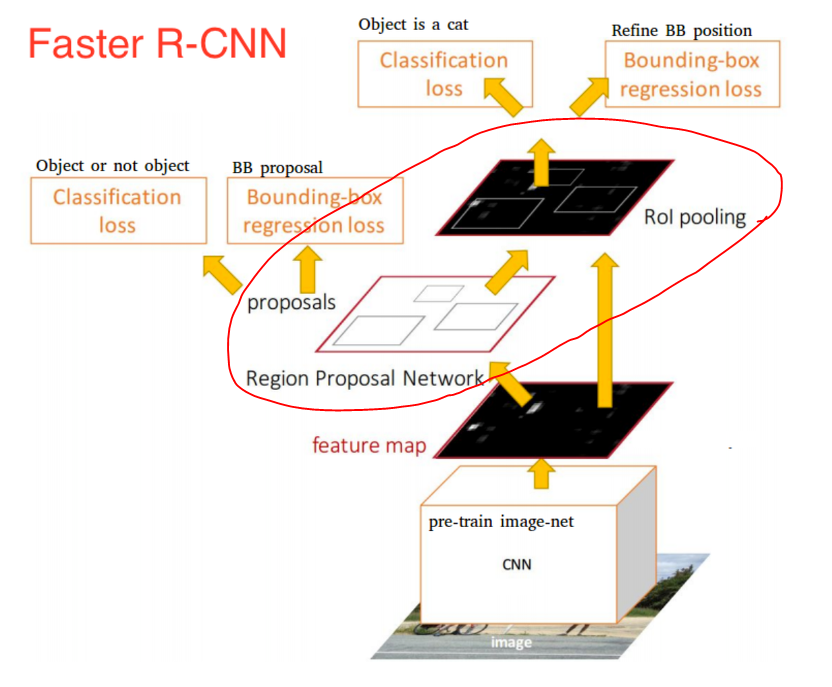 Faster R-CNN
Object is a cat
Classification
loss
Refine BB position
Bounding-box
regression loss
Object or not object
Classification
loss
BB proposal
Bounding-box
regression loss
RoI pooling
proposals
Region Proposal Network
feature map
pre-train image-net
CNN
image